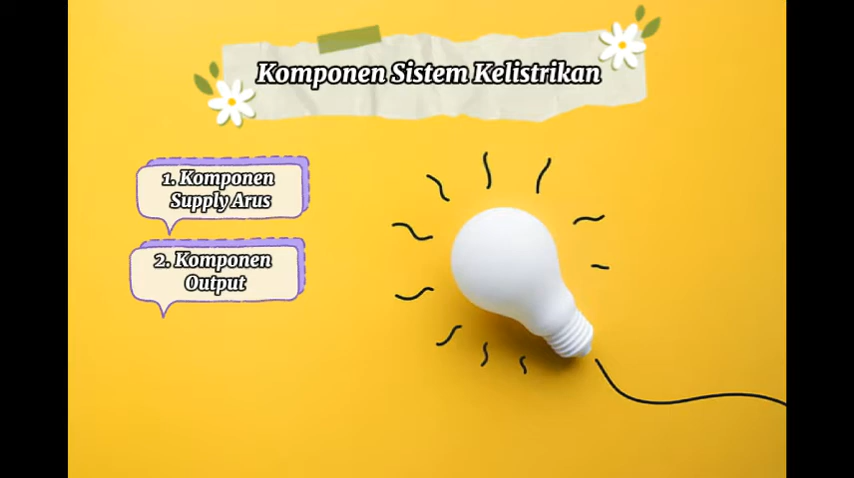 Komponen Sistem Kelistrikan
1. Komponen
Supply Arus
2. Komponen
Output